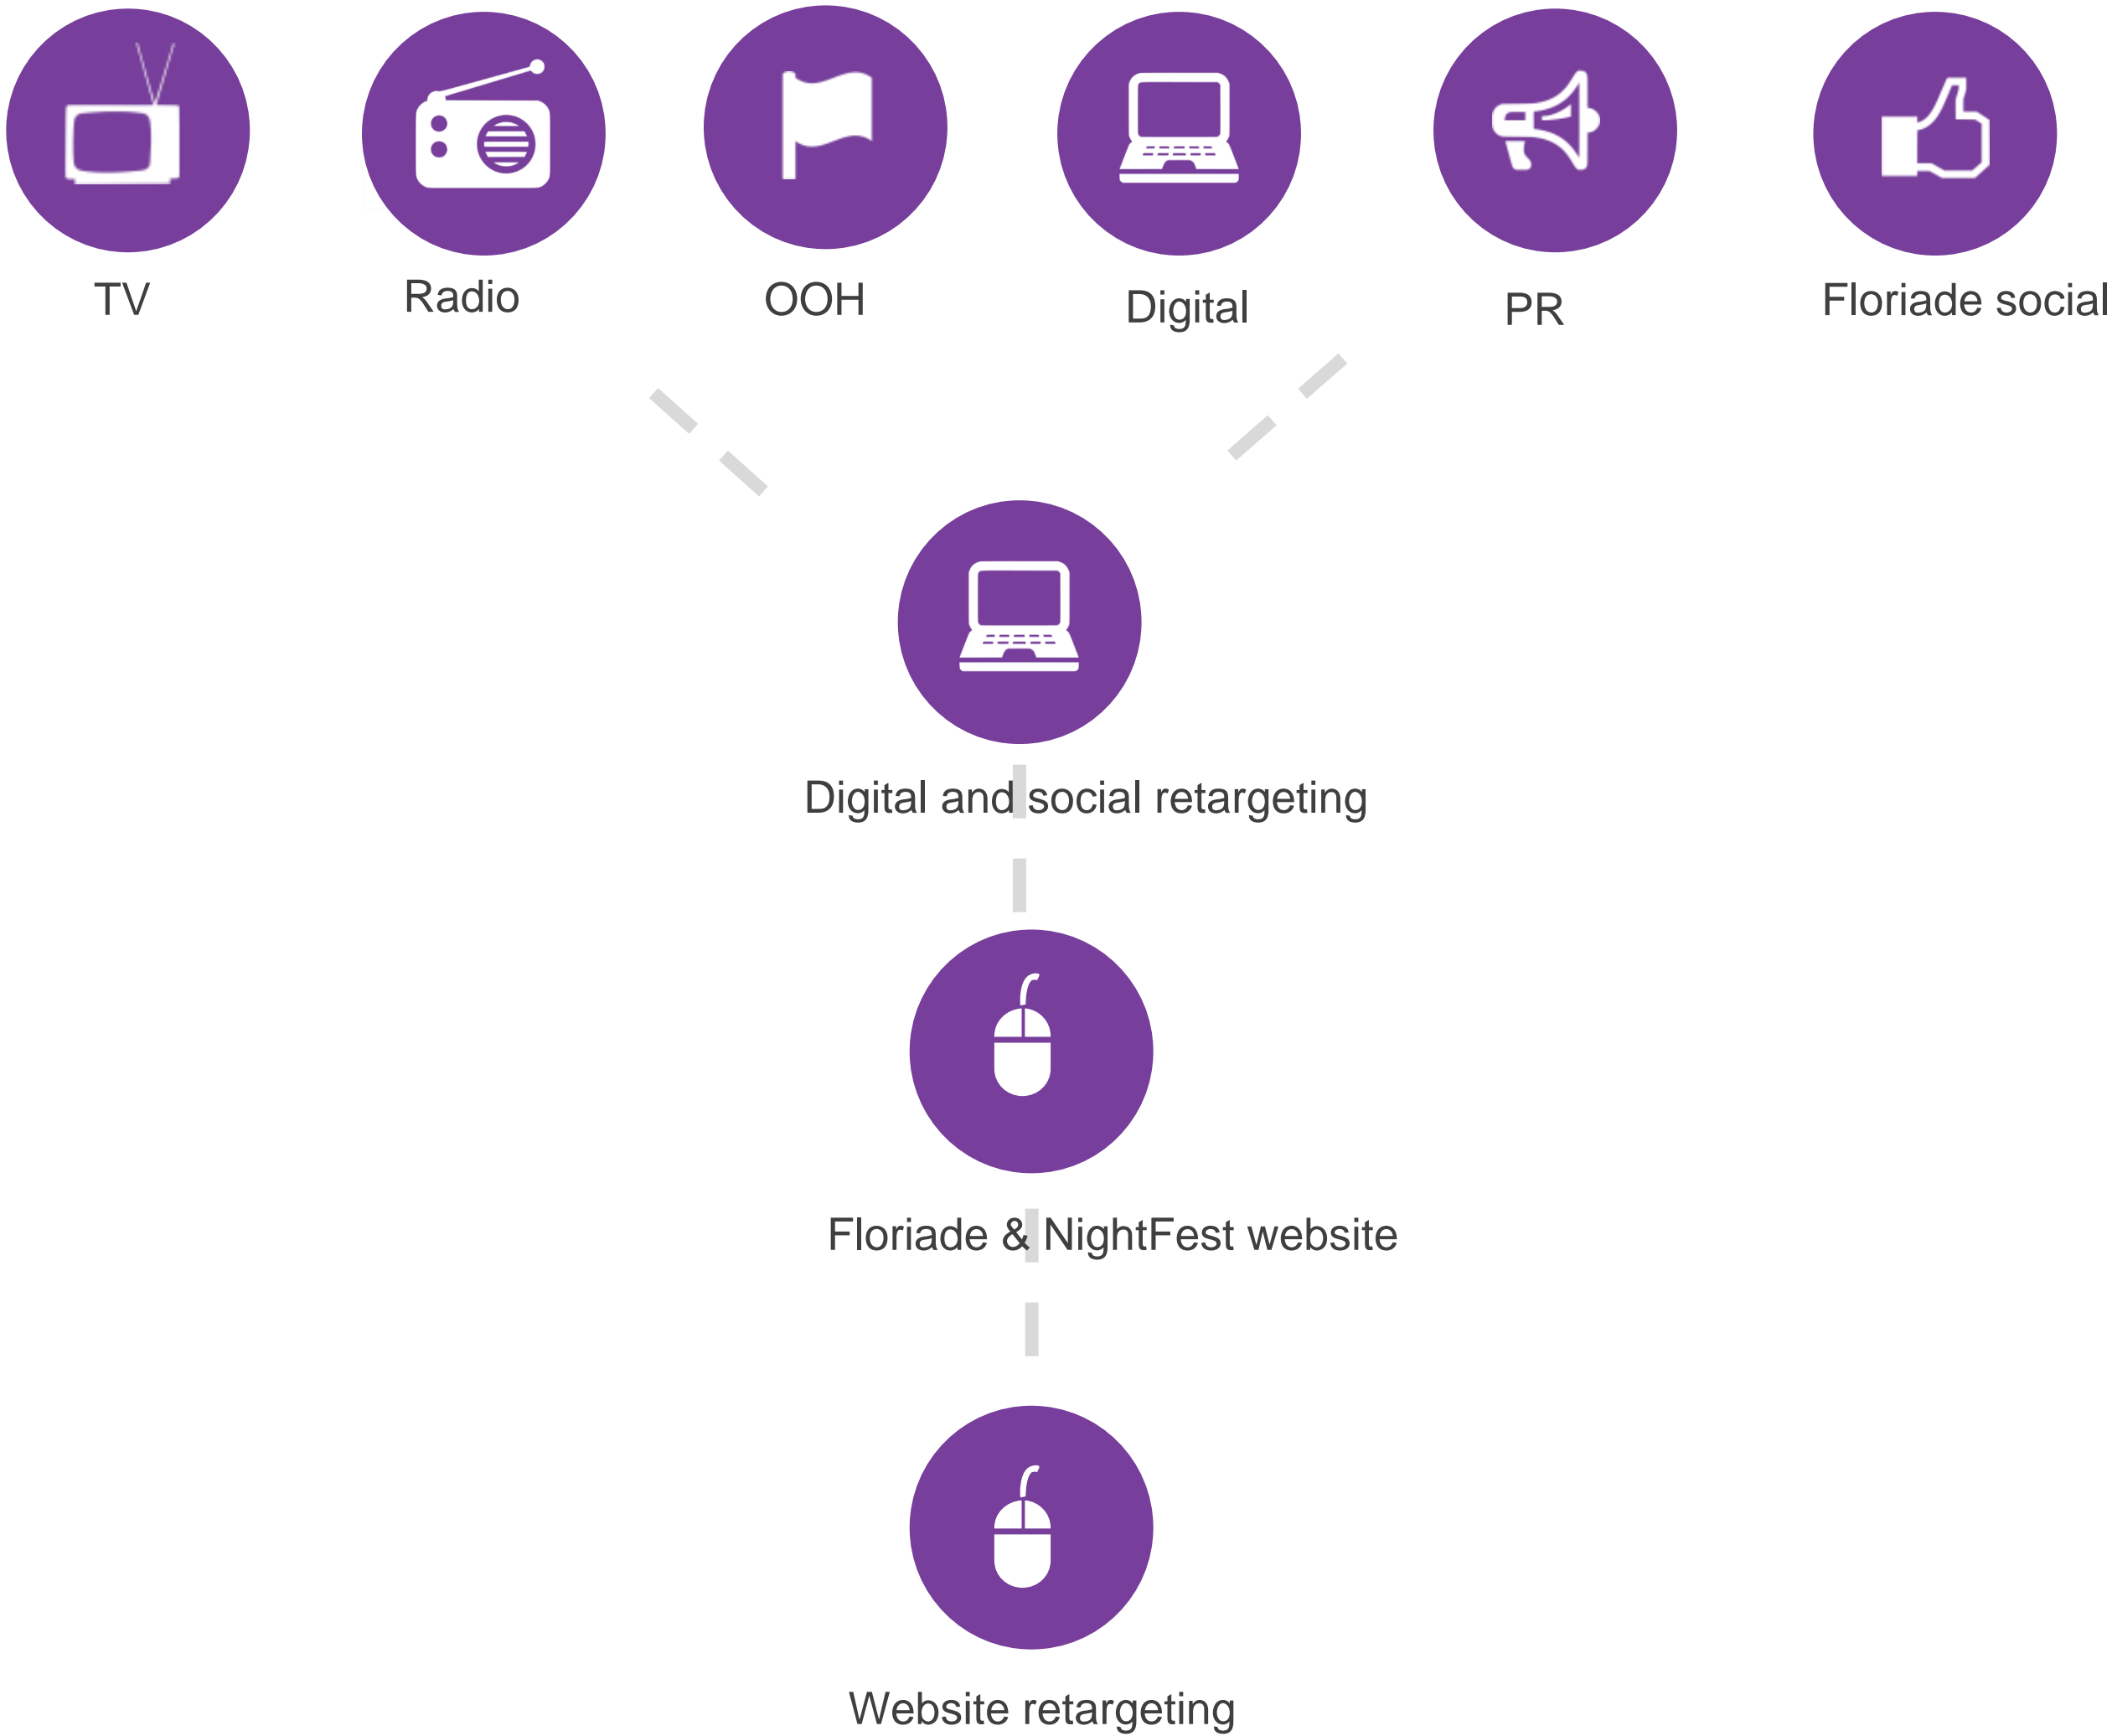 TV
Radio
OOH
Digital
PR
Floriade social
Digital and social retargeting
Floriade & NightFest website
Website retargeting